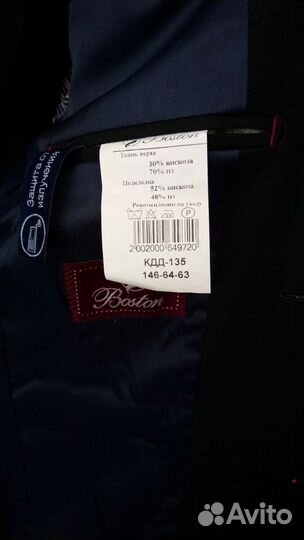 Boston
Ткань верха
30% вискоза
70% пэ
Подкладка
52% вискоза
48% пэ
Рекомендации по уходу
P
2002000649720
КДД-135
146-64-63
Защита от
излучения
Boston
Avito